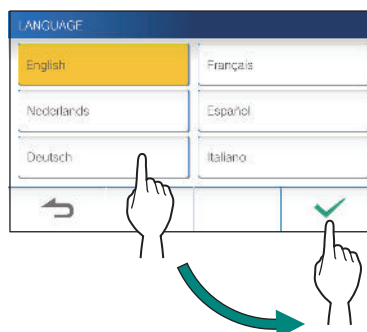 LANGUAGE
English
Français
Nederlands
Español
Deutsch
Italiano